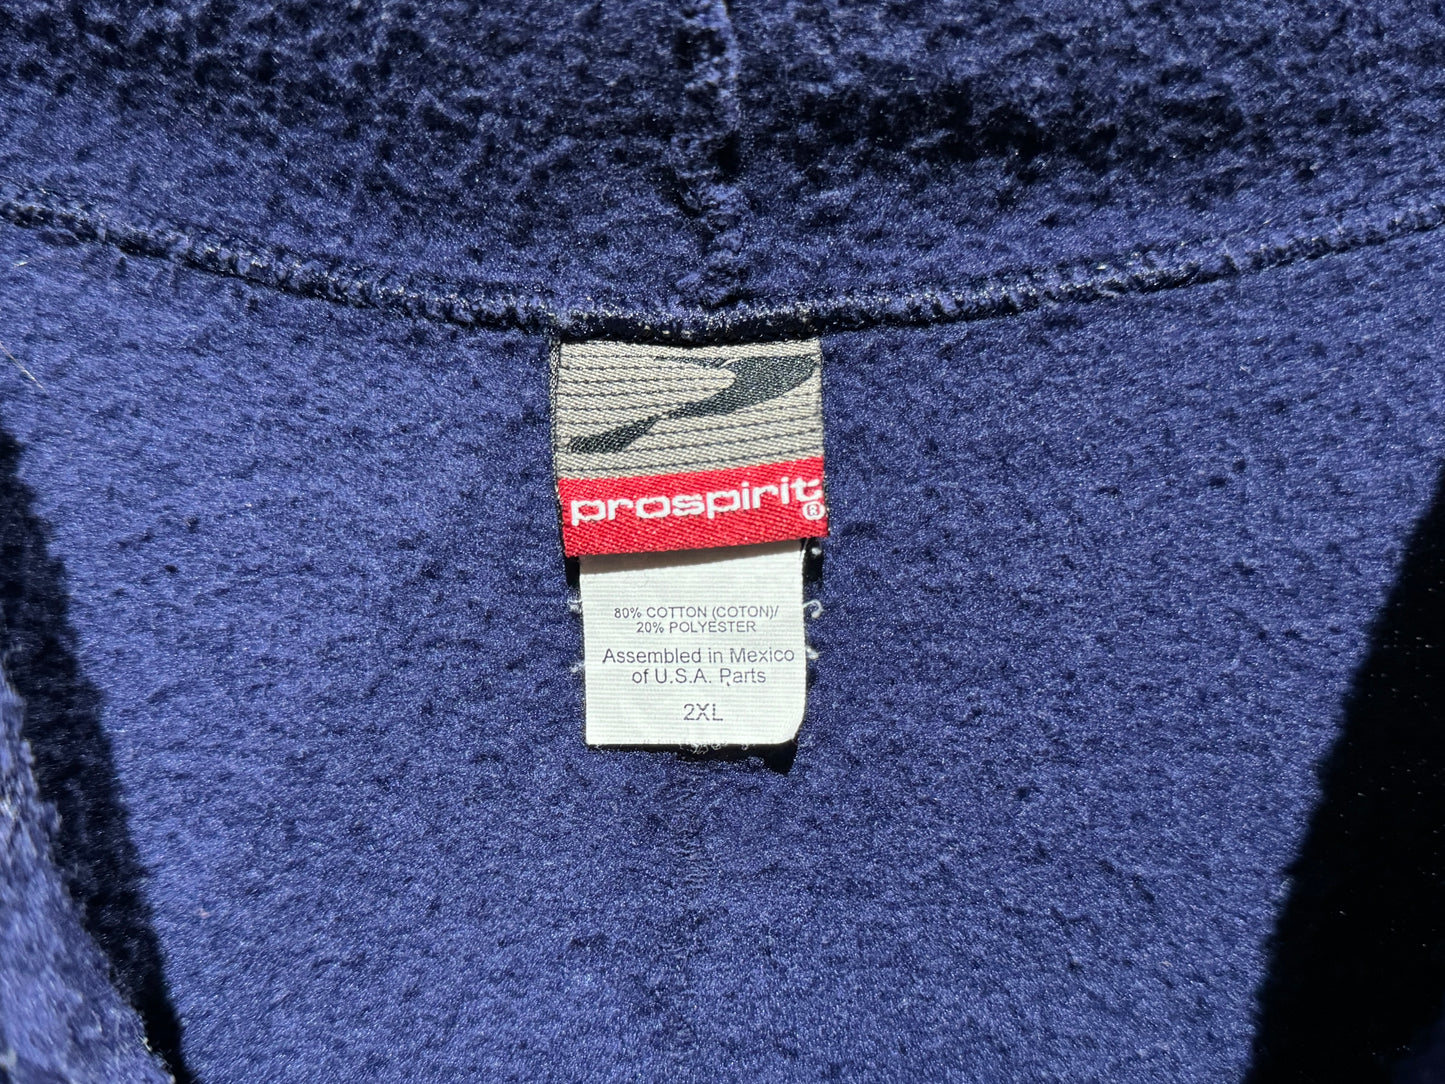 prospirit®
80% COTTON (COTON)/
20% POLYESTER
Assembled in Mexico
of U.S.A. Parts
2XL